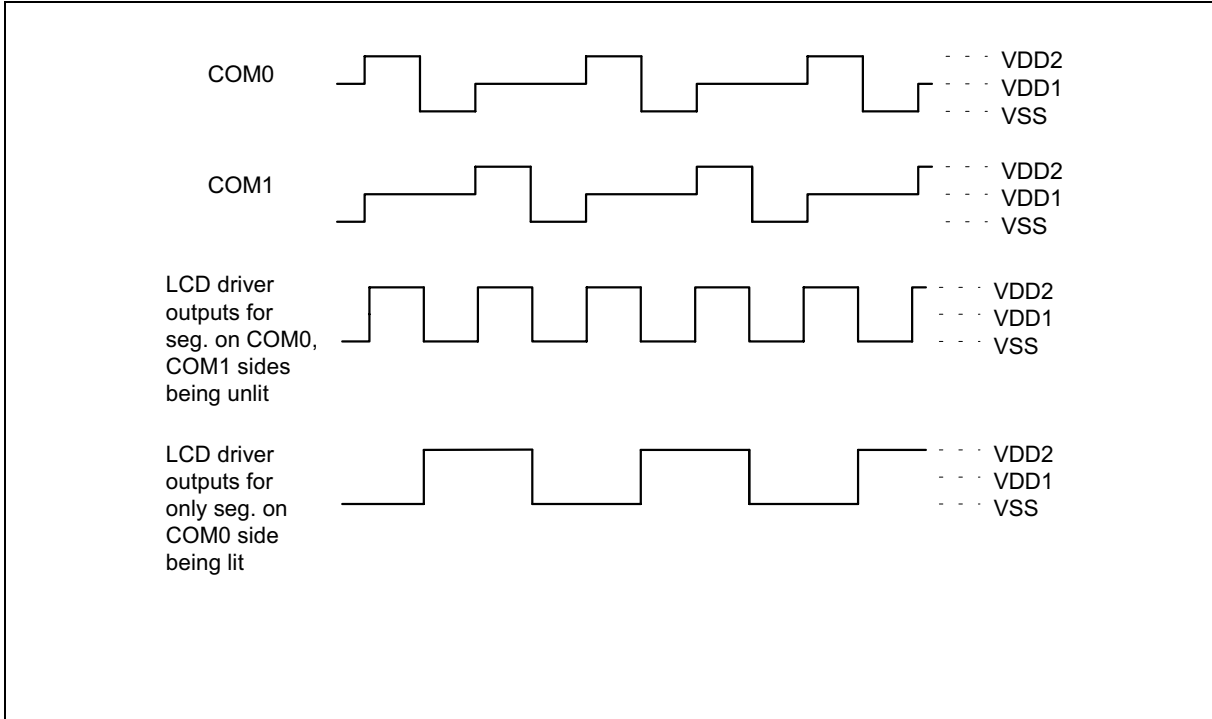 COM0
VDD2
VDD1
VSS
COM1
VDD2
VDD1
VSS
LCD driver
outputs for
seg. on COM0,
COM1 sides
being unlit
VDD2
VDD1
VSS
LCD driver
outputs for
only seg. on
COM0 side
being lit
VDD2
VDD1
VSS